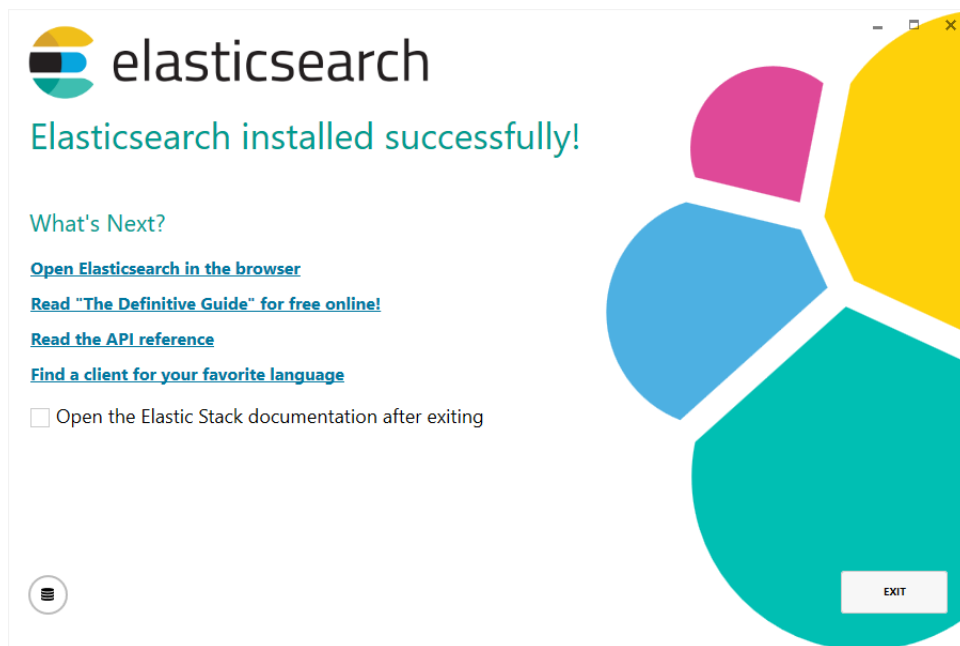 elasticsearch
Elasticsearch installed successfully!
What's Next?
Open Elasticsearch in the browser
Read "The Definitive Guide" for free online!
Read the API reference
Find a client for your favorite language
Open the Elastic Stack documentation after exiting
EXIT